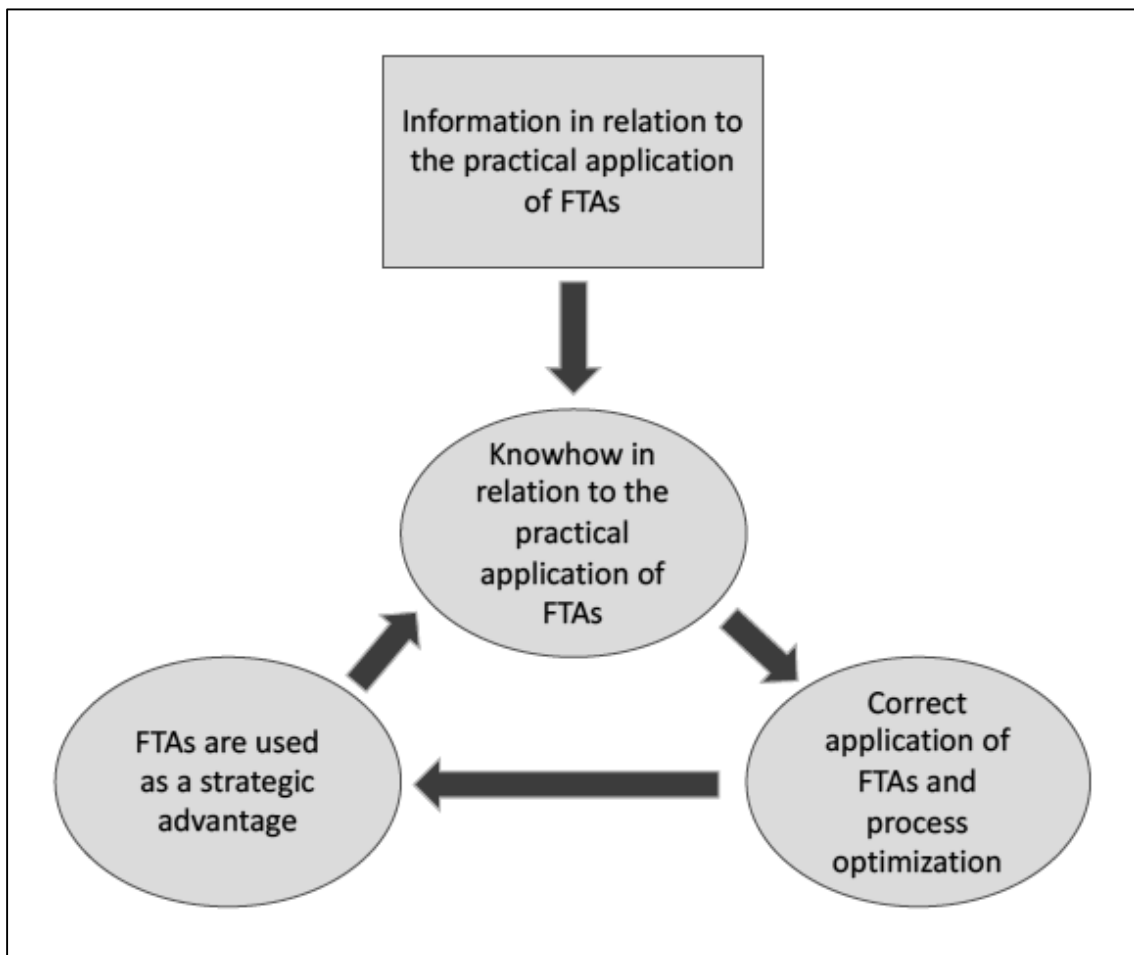 Information in relation to
the practical application
of FTAs
Knowhow in
relation to the
practical
application of
FTAs
FTAs are used
as a strategic
advantage
Correct
application of
FTAs and
process
optimization